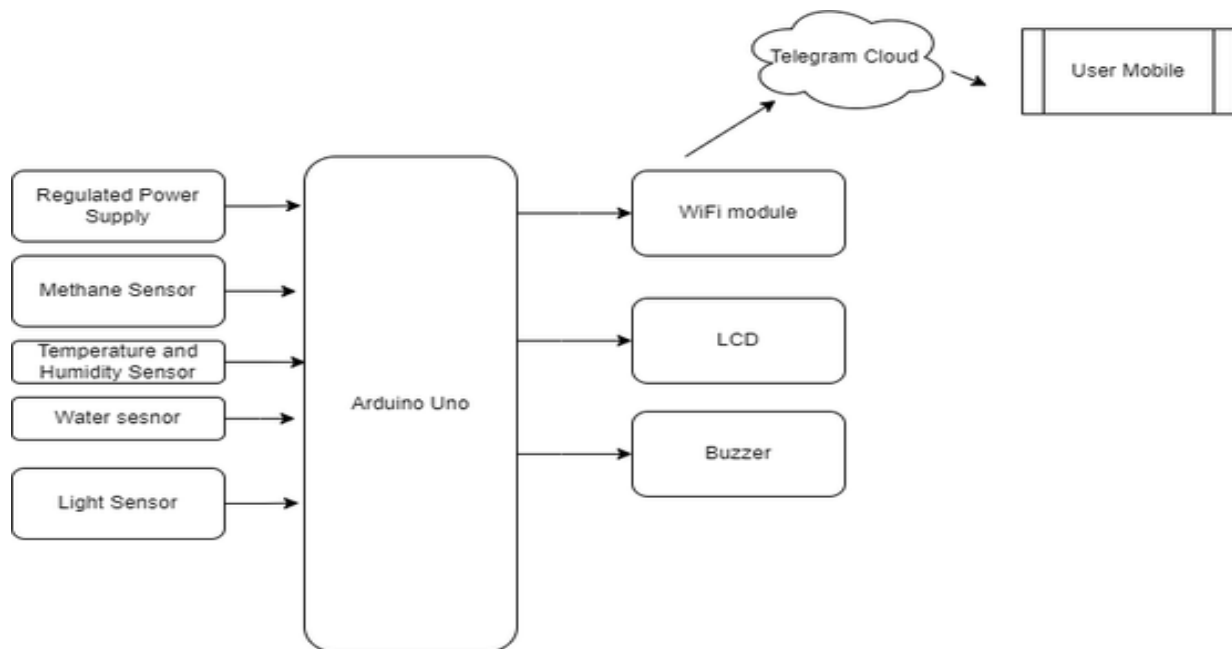 Telegram Cloud
User Mobile
Regulated Power
Supply
Methane Sensor
Temperature and
Humidity Sensor
Water sesnor
Light Sensor
Arduino Uno
WiFi module
LCD
Buzzer